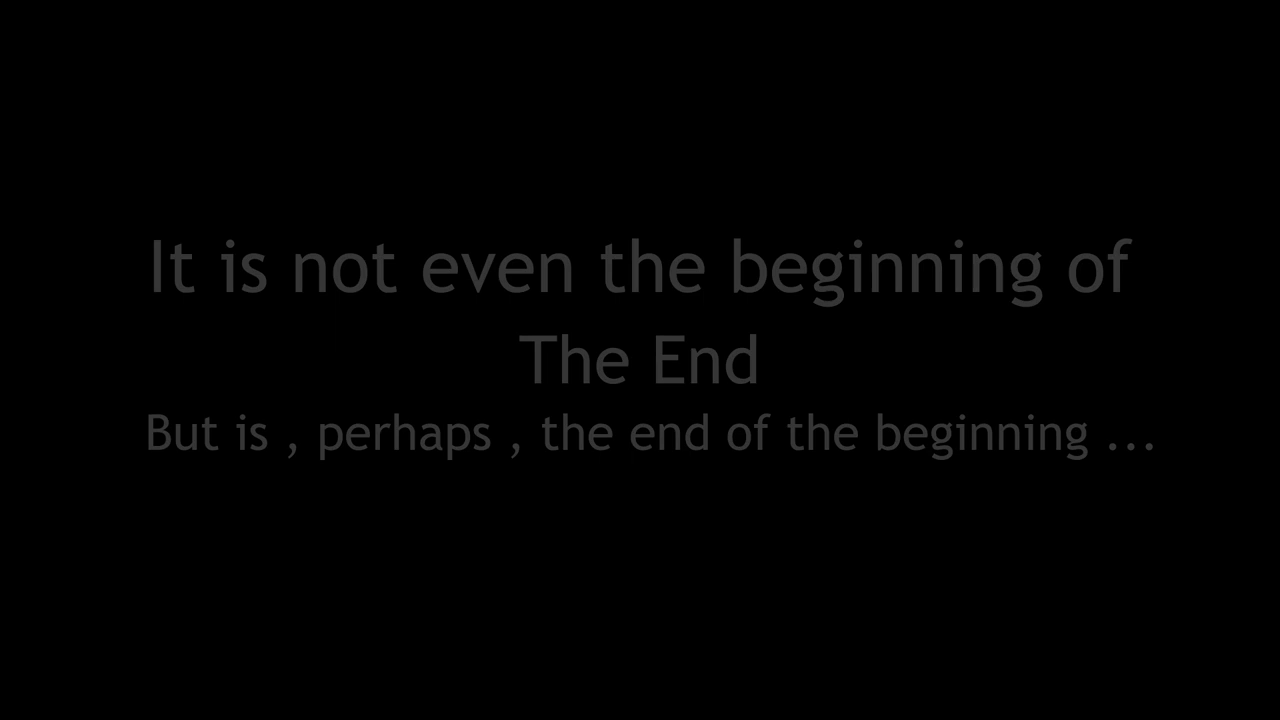 It is not even the beginning of
The End
But is , perhaps , the end of the beginning ...